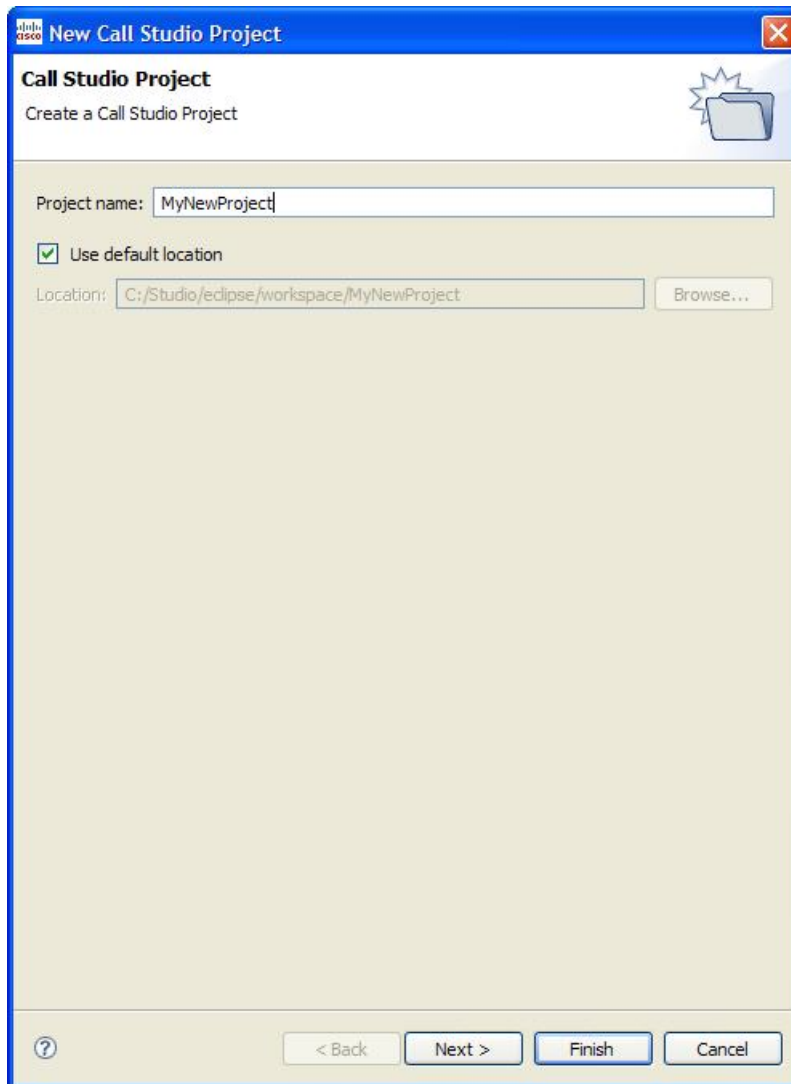 cisco New Call Studio Project
Call Studio Project
Create a Call Studio Project
Project name: MyNewProject
Use default location
Location: C:/Studio/eclipse/workspace/MyNewProject Browse...
? < Back Next > Finish Cancel